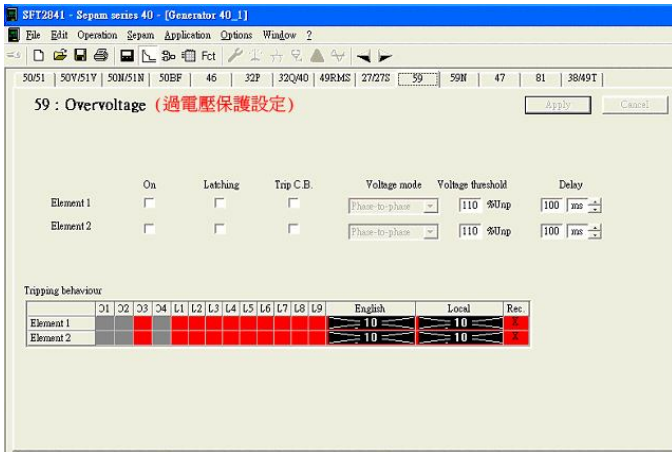 SFT2841 - Sepam series 40 - [Generator 40_1]
File Edit Operation Sepam Application Options Window ?
Fct
50/51 50V/51V 50N/51N 50BF 46 32P 32Q/40 49RMS 27/27S 59 59N 47 81 38/49T
59 : Overvoltage (過電壓保護設定) Apply Cancel
On Latching Trip C.B. Voltage mode Voltage threshold Delay
Element 1 Phase-to-phase 110 %Unp 100 ms
Element 2 Phase-to-phase 110 %Unp 100 ms
Tripping behaviour
O1 O2 O3 O4 L1 L2 L3 L4 L5 L6 L7 L8 L9 English Local Rec.
Element 1 10 10 X
Element 2 10 10 X